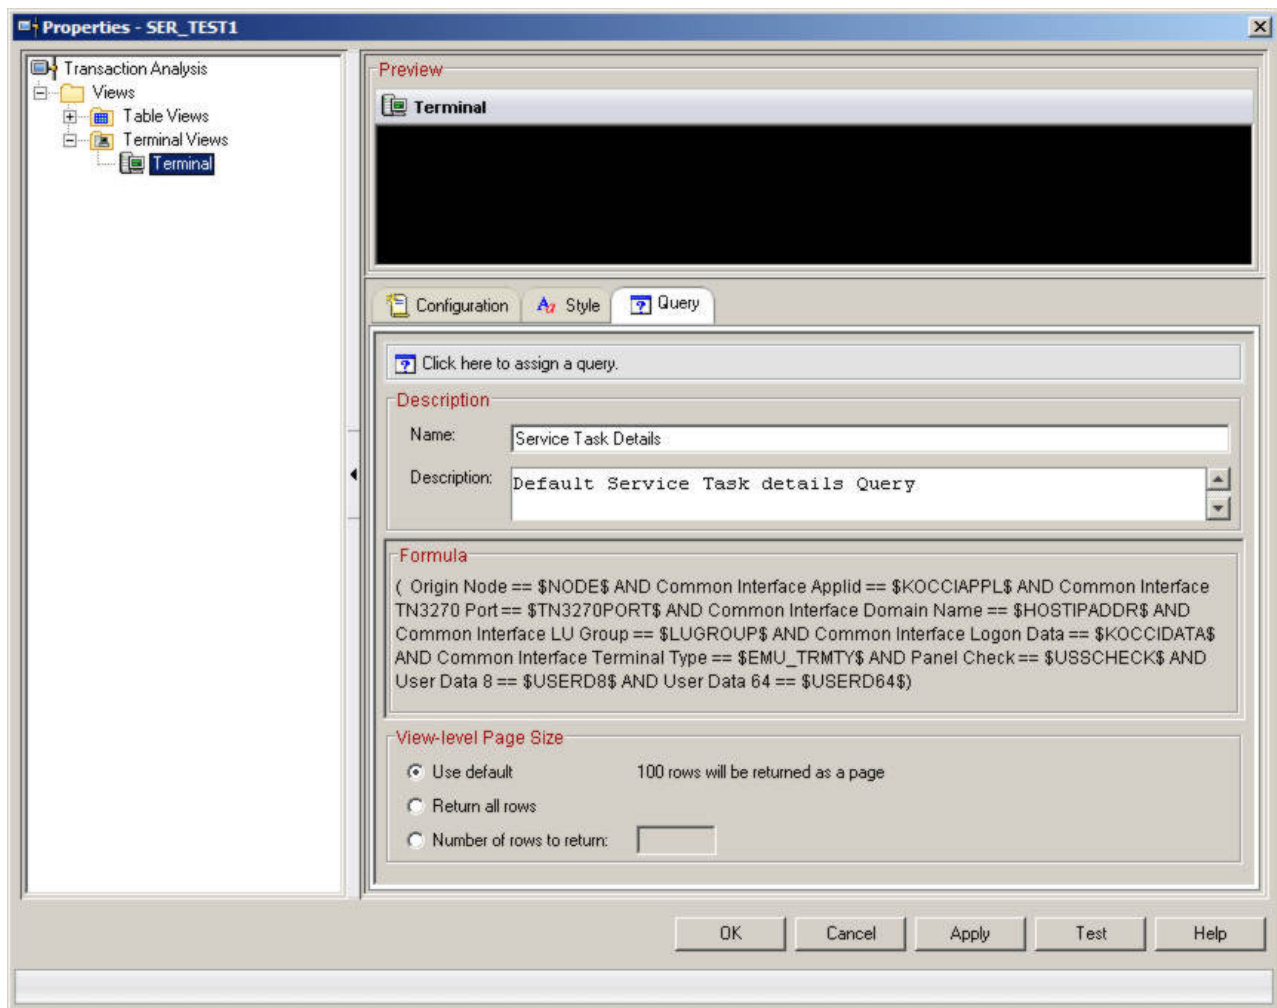 Properties - SER_TEST1
Transaction Analysis
Views
Table Views
Terminal Views
Terminal
Preview
Terminal
Configuration
Style
Query
Click here to assign a query.
Description
Name:
Service Task Details
Description:
Default Service Task details Query
Formula
( Origin Node == $NODE$ AND Common Interface Applid == $KOCCIAPPL$ AND Common Interface
TN3270 Port == $TN3270PORT$ AND Common Interface Domain Name == $HOSTIPADDR$ AND
Common Interface LU Group == $LUGROUP$ AND Common Interface Logon Data == $KOCCIDATA$
AND Common Interface Terminal Type == $EMU_TRMTY$ AND Panel Check == $USSCHECK$ AND
User Data 8 == $USERD8$ AND User Data 64 == $USERD64$)
View-level Page Size
Use default
100 rows will be returned as a page
Return all rows
Number of rows to return:
OK
Cancel
Apply
Test
Help